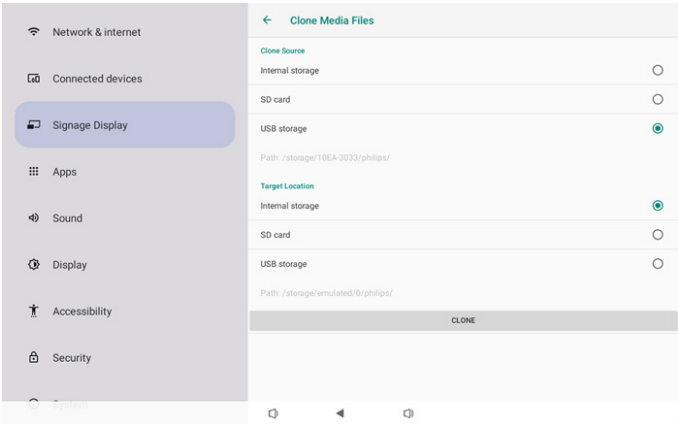 Network & internet
Connected devices
Signage Display
Apps
Sound
Display
Accessibility
Security
System
Clone Media Files
Clone Source
Internal storage
SD card
USB storage
Path: /storage/10EA-3033/philips/
Target Location
Internal storage
SD card
USB storage
Path: /storage/emulated/0/philips/
CLONE